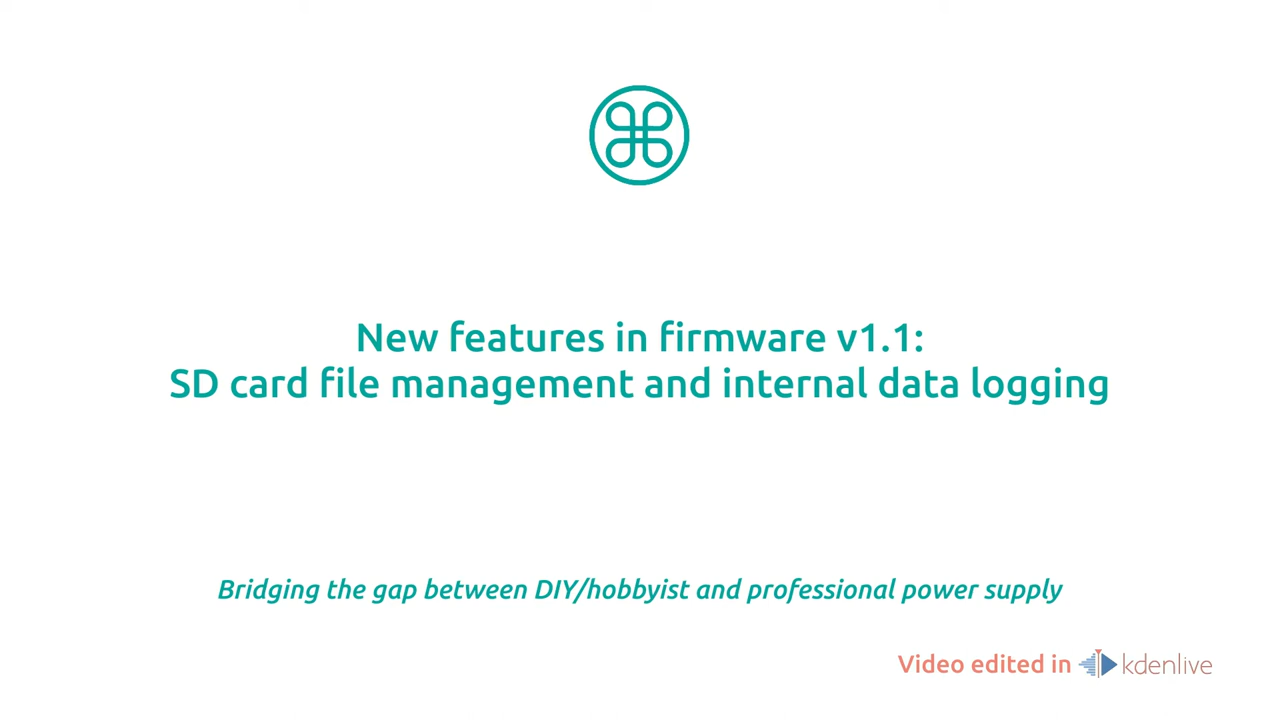 New features in firmware v1.1:
SD card file management and internal data logging
Bridging the gap between DIY/hobbyist and professional power supply
Video edited in kdenlive